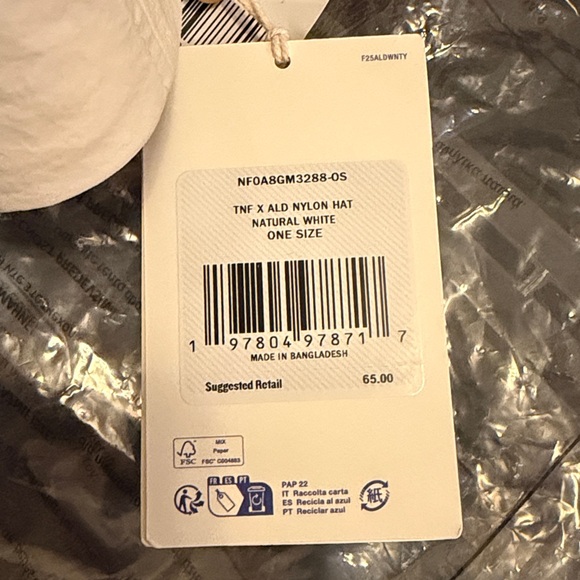 F25ALDWNTY
NF0A8GM3288-OS
TNF X ALD NYLON HAT
NATURAL WHITE
ONE SIZE
1 97804 97871 7
MADE IN BANGLADESH
Suggested Retail 65.00
FSC
MIX
Paper
FSC® C004863
FR ES PT
PAP 22
IT Raccolta carta
ES Recicla al azul
PT Reciclar azul
紙